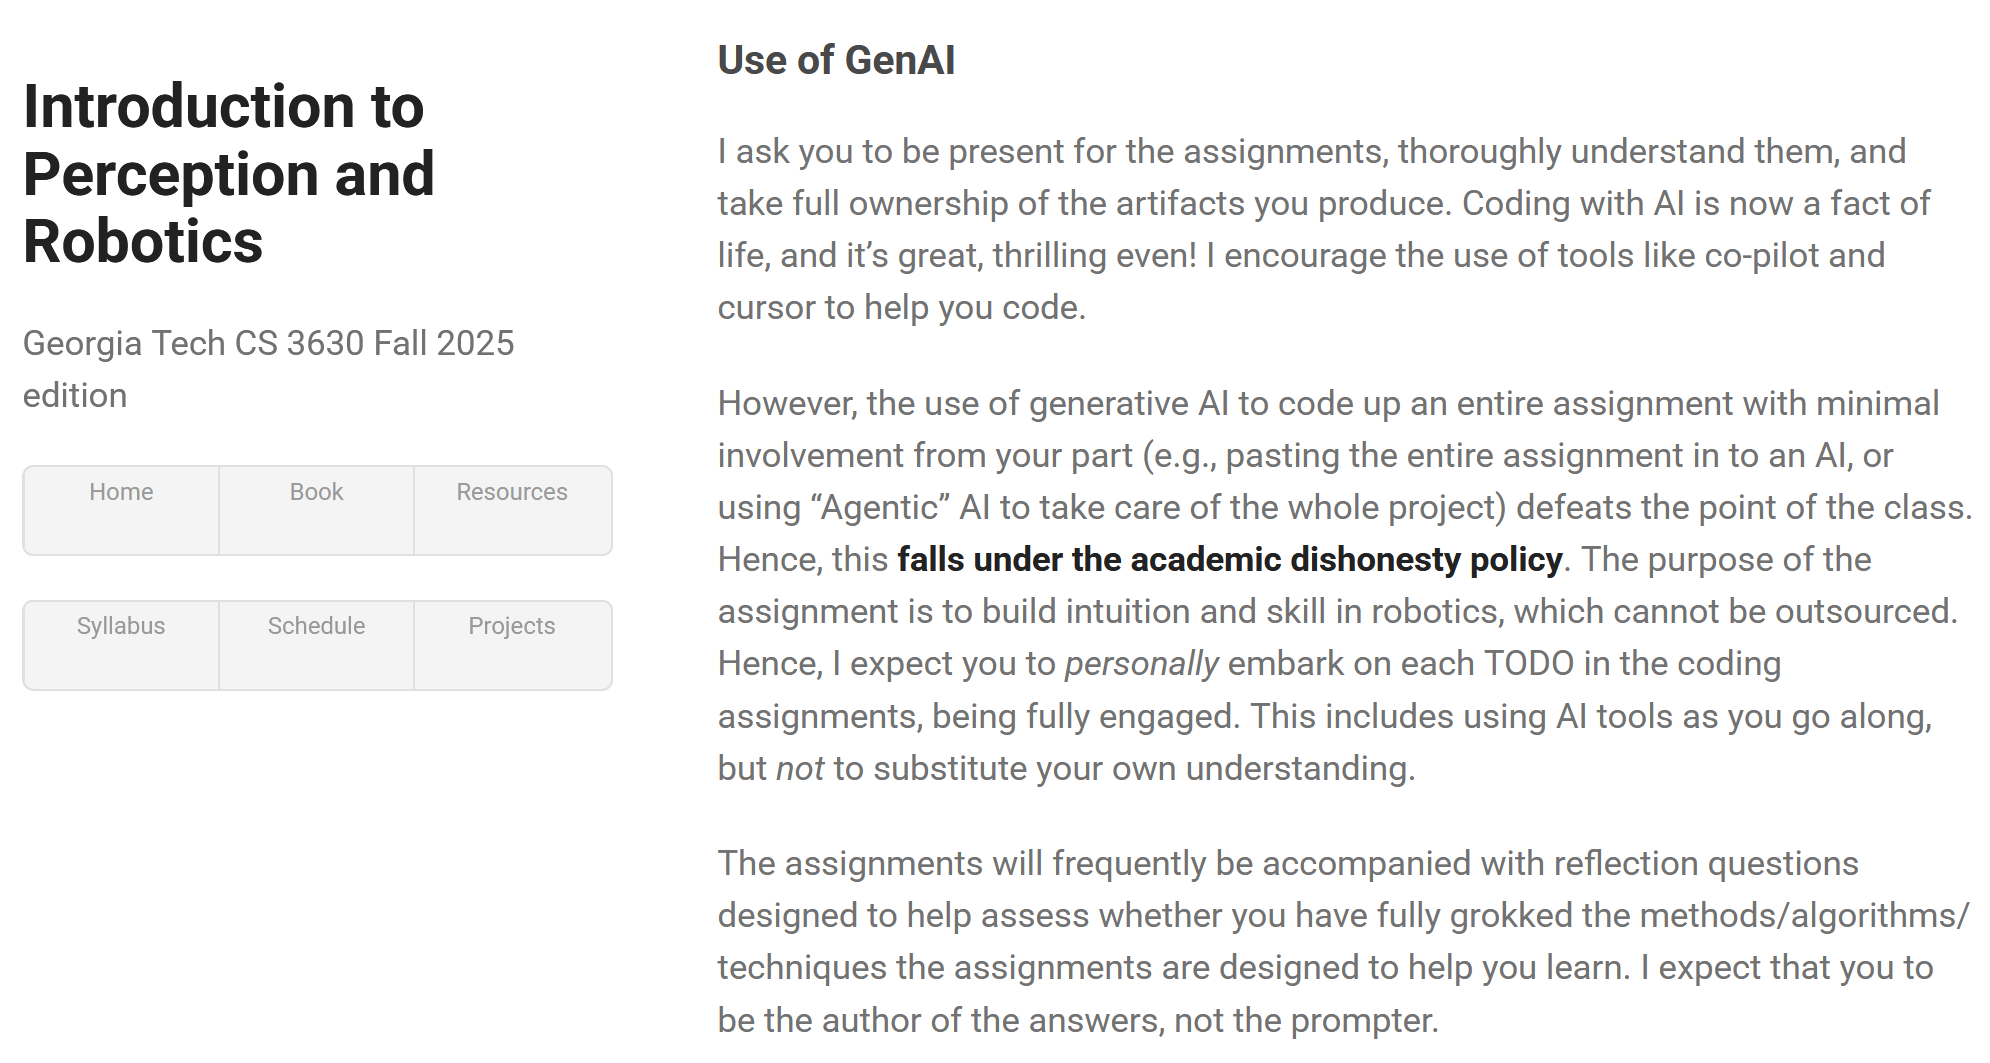 Introduction to
Perception and
Robotics
Georgia Tech CS 3630 Fall 2025
edition
Home
Book
Resources
Syllabus
Schedule
Projects
Use of GenAI
I ask you to be present for the assignments, thoroughly understand them, and
take full ownership of the artifacts you produce. Coding with AI is now a fact of
life, and it’s great, thrilling even! I encourage the use of tools like co-pilot and
cursor to help you code.
However, the use of generative AI to code up an entire assignment with minimal
involvement from your part (e.g., pasting the entire assignment in to an AI, or
using “Agentic” AI to take care of the whole project) defeats the point of the class.
Hence, this falls under the academic dishonesty policy. The purpose of the
assignment is to build intuition and skill in robotics, which cannot be outsourced.
Hence, I expect you to personally embark on each TODO in the coding
assignments, being fully engaged. This includes using AI tools as you go along,
but not to substitute your own understanding.
The assignments will frequently be accompanied with reflection questions
designed to help assess whether you have fully grokked the methods/algorithms/
techniques the assignments are designed to help you learn. I expect that you to
be the author of the answers, not the prompter.